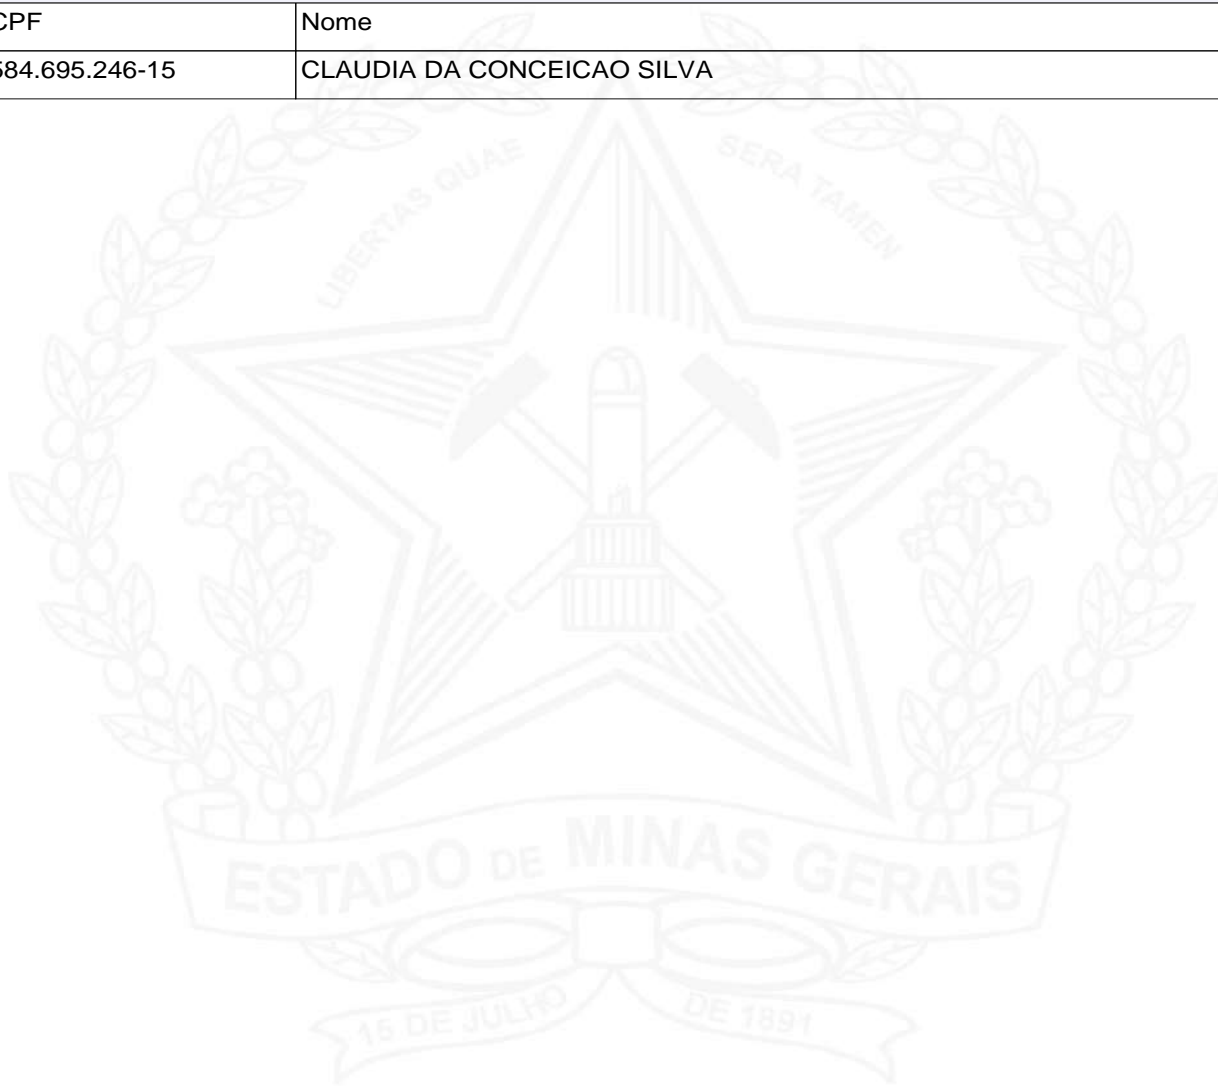 CPF Nome
584.695.246-15 CLAUDIA DA CONCEICAO SILVA
LIBERTAS QUAE SERA TAMEN
ESTADO DE MINAS GERAIS
15 DE JULHO DE 1891